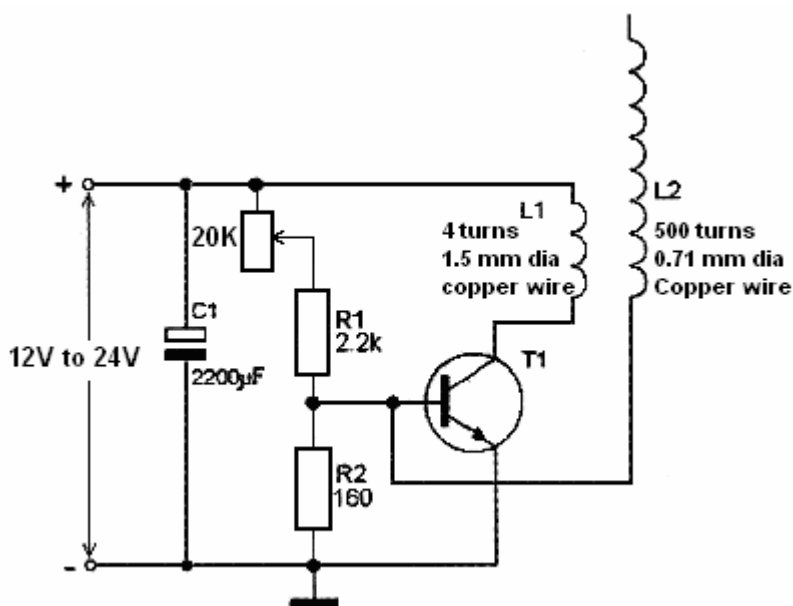 +
20K
L1
4 turns
1.5 mm dia
copper wire
L2
500 turns
0.71 mm dia
Copper wire
C1
2200µF
12V to 24V
R1
2.2k
T1
R2
160
-